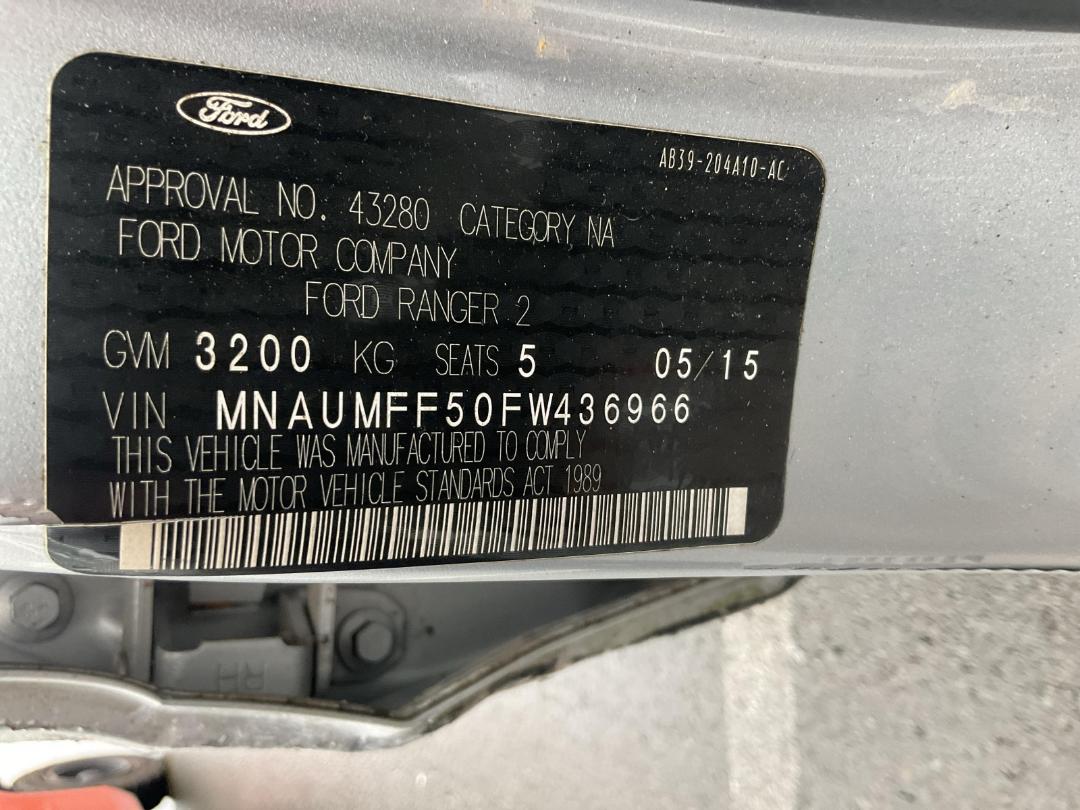 Ford
AB39-204A10-AC
APPROVAL NO. 43280 CATEGORY NA
FORD MOTOR COMPANY
FORD RANGER 2
GVM 3200 KG SEATS 5 05/15
VIN MNAUMFF50FW436966
THIS VEHICLE WAS MANUFACTURED TO COMPLY
WITH THE MOTOR VEHICLE STANDARDS ACT 1989
RH